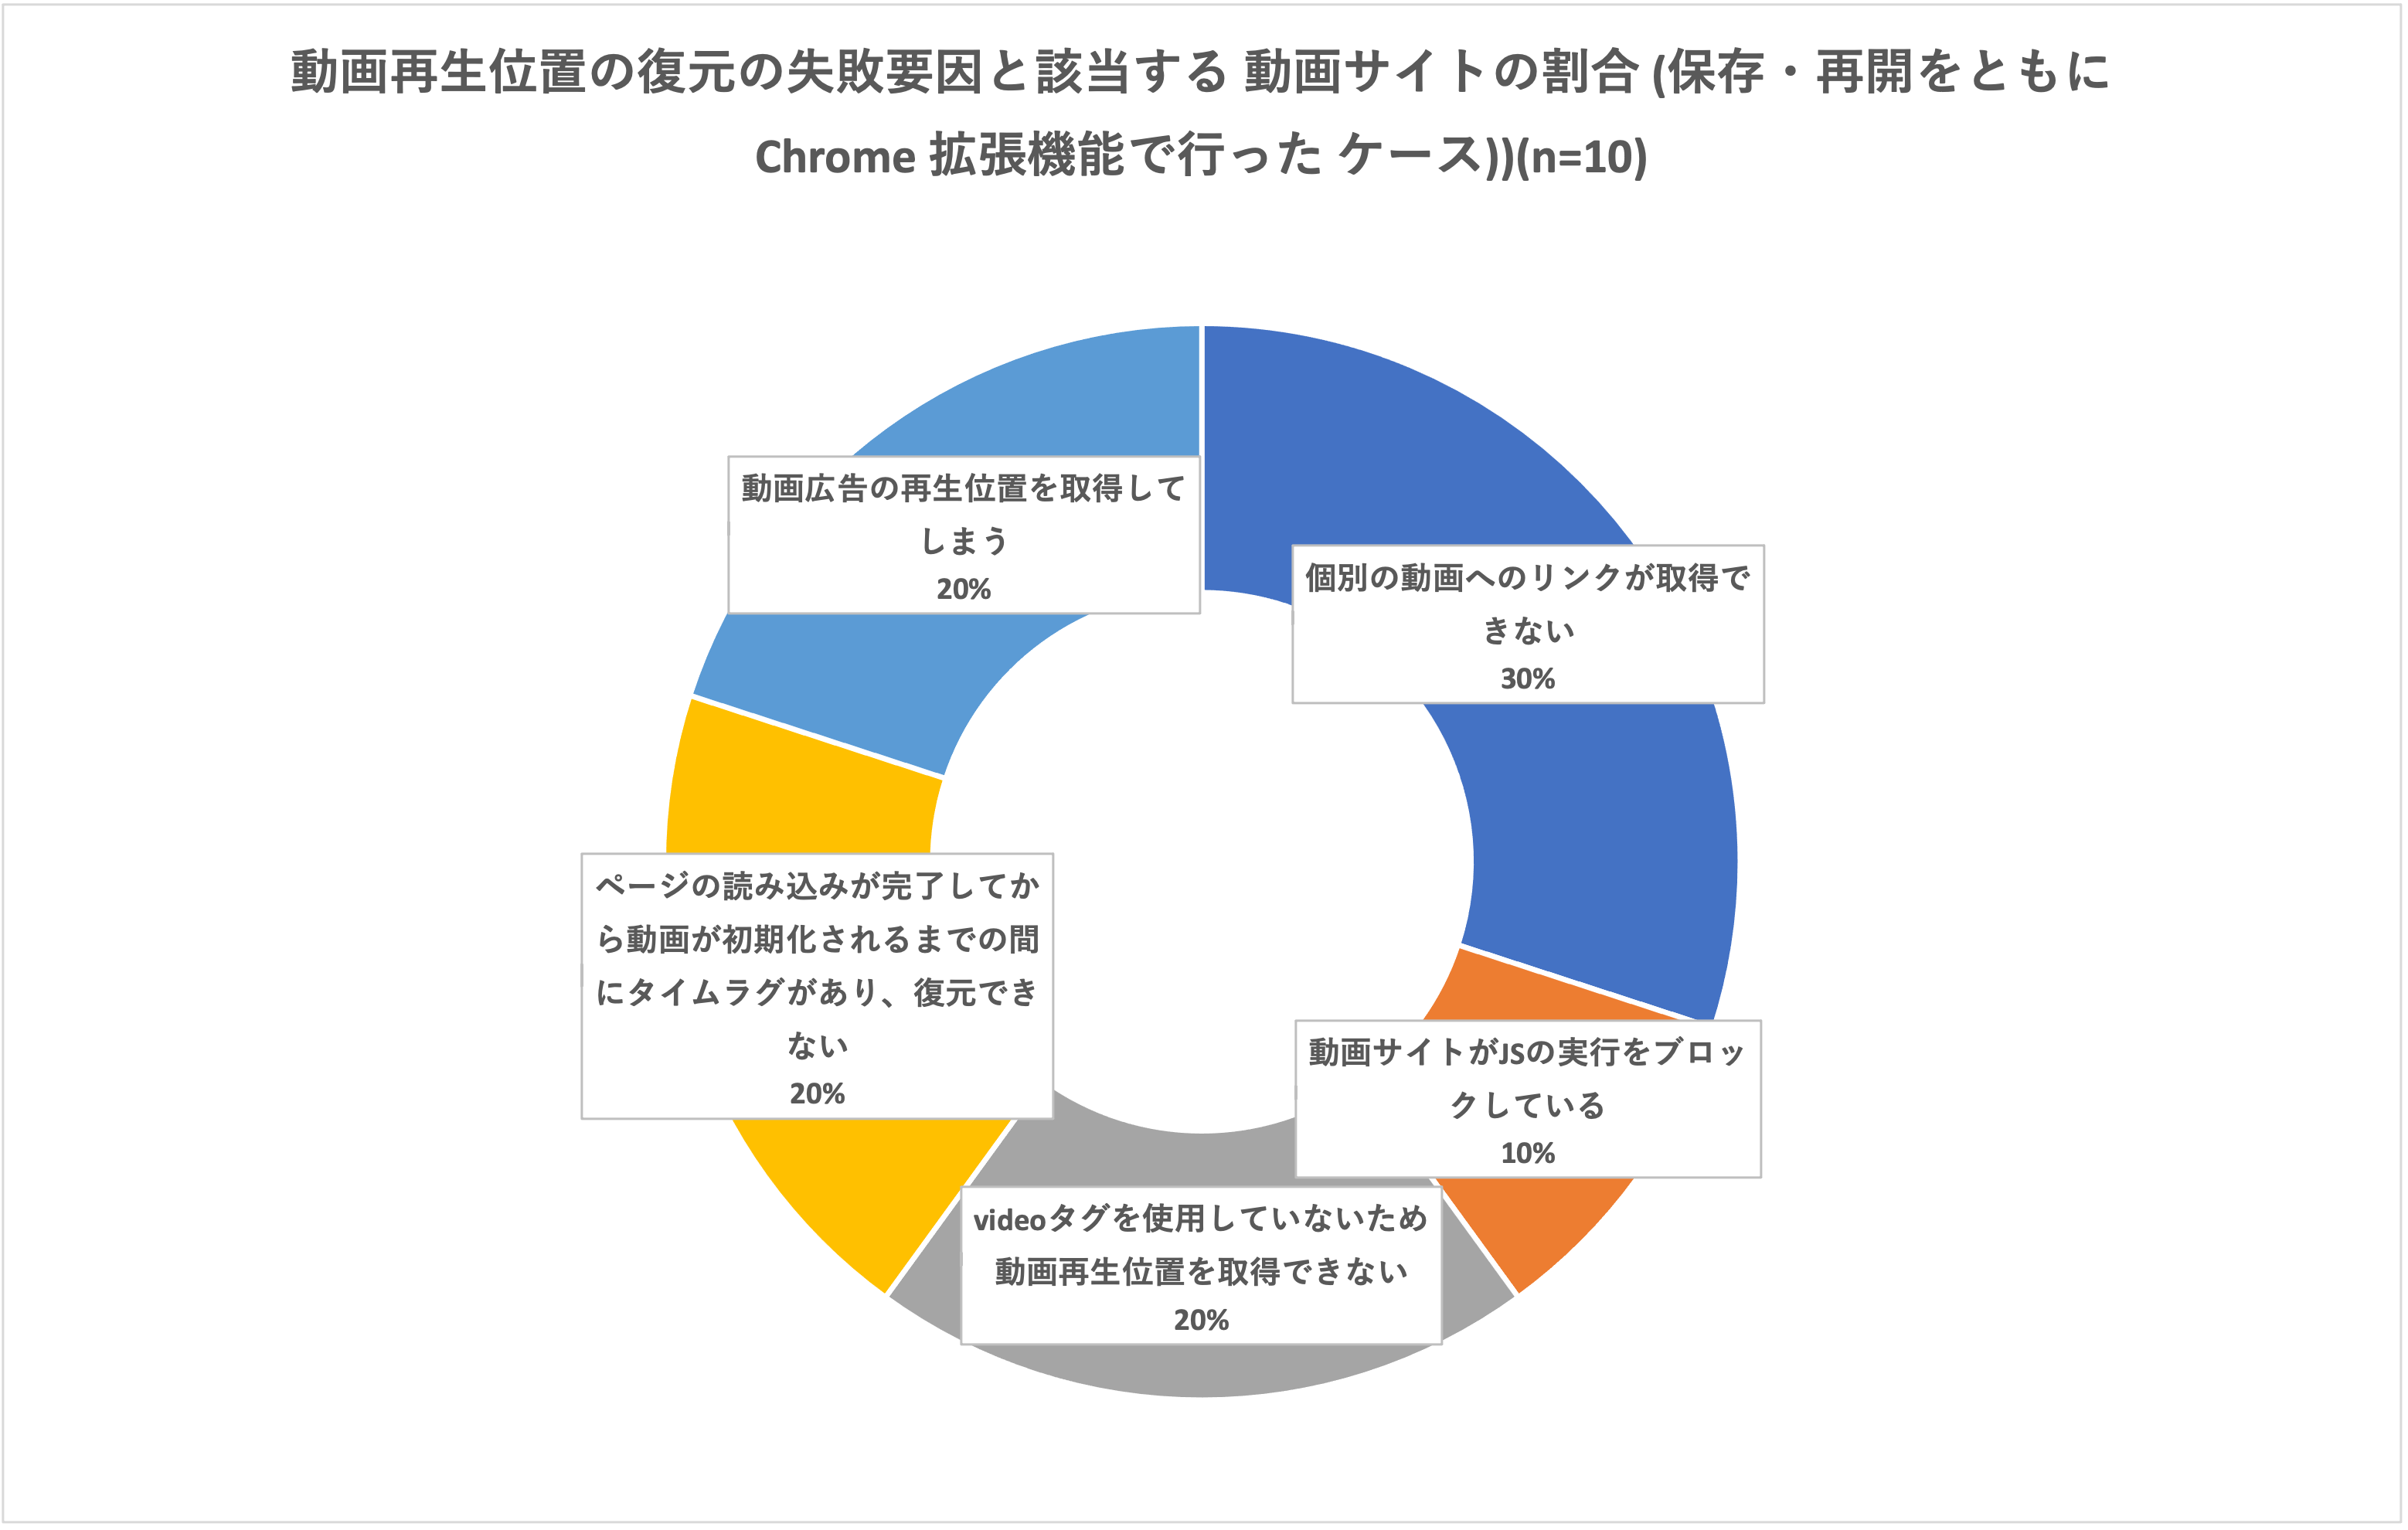 動画再生位置の復元の失敗要因と該当する 動画サイトの割合 (保存・再開をともに
Chrome 拡張機能で行った ケース))(n=10)
動画広告の再生位置を取得して
しまう
20%
個別の動画へのリンクが取得で
きない
30%
ページの読み込みが完了してか
ら動画が初期化されるまでの間
にタイムラグがあり、復元でき
ない
20%
動画サイトがJSの実行をブロッ
クしている
10%
videoタグを使用していないため
動画再生位置を取得できない
20%